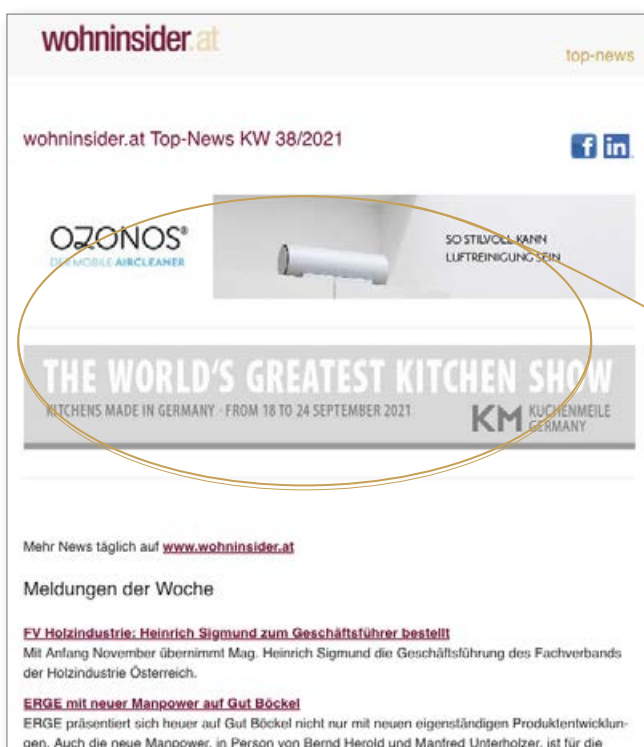 wohninsider.at
top-news
wohninsider.at Top-News KW 38/2021
f in
OZONOS®
DER MOBILE AIRCLEANER
SO STILVOLL KANN
LUFTREINIGUNG SEIN
THE WORLD'S GREATEST KITCHEN SHOW
KITCHENS MADE IN GERMANY · FROM 18 TO 24 SEPTEMBER 2021
KM KÜCHENMEILE
GERMANY
Mehr News täglich auf www.wohninsider.at
Meldungen der Woche
FV Holzindustrie: Heinrich Sigmund zum Geschäftsführer bestellt
Mit Anfang November übernimmt Mag. Heinrich Sigmund die Geschäftsführung des Fachverbands
der Holzindustrie Österreich.
ERGE mit neuer Manpower auf Gut Böckel
ERGE präsentiert sich heuer auf Gut Böckel nicht nur mit neuen eigenständigen Produktentwicklun-
gen. Auch die neue Manpower, in Person von Bernd Herold und Manfred Unterholzer, ist für die